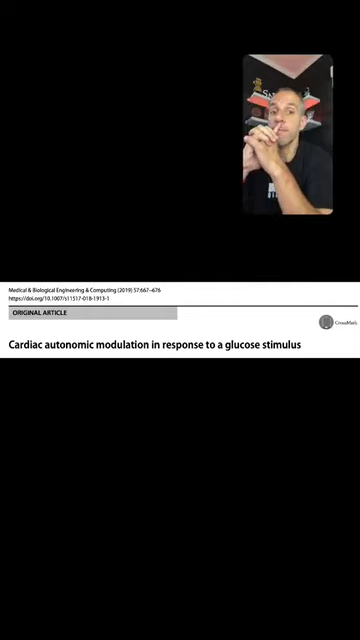 Medical & Biological Engineering & Computing (2019) 57:667–676
https://doi.org/10.1007/s11517-018-1913-1
ORIGINAL ARTICLE
CrossMark
Cardiac autonomic modulation in response to a glucose stimulus